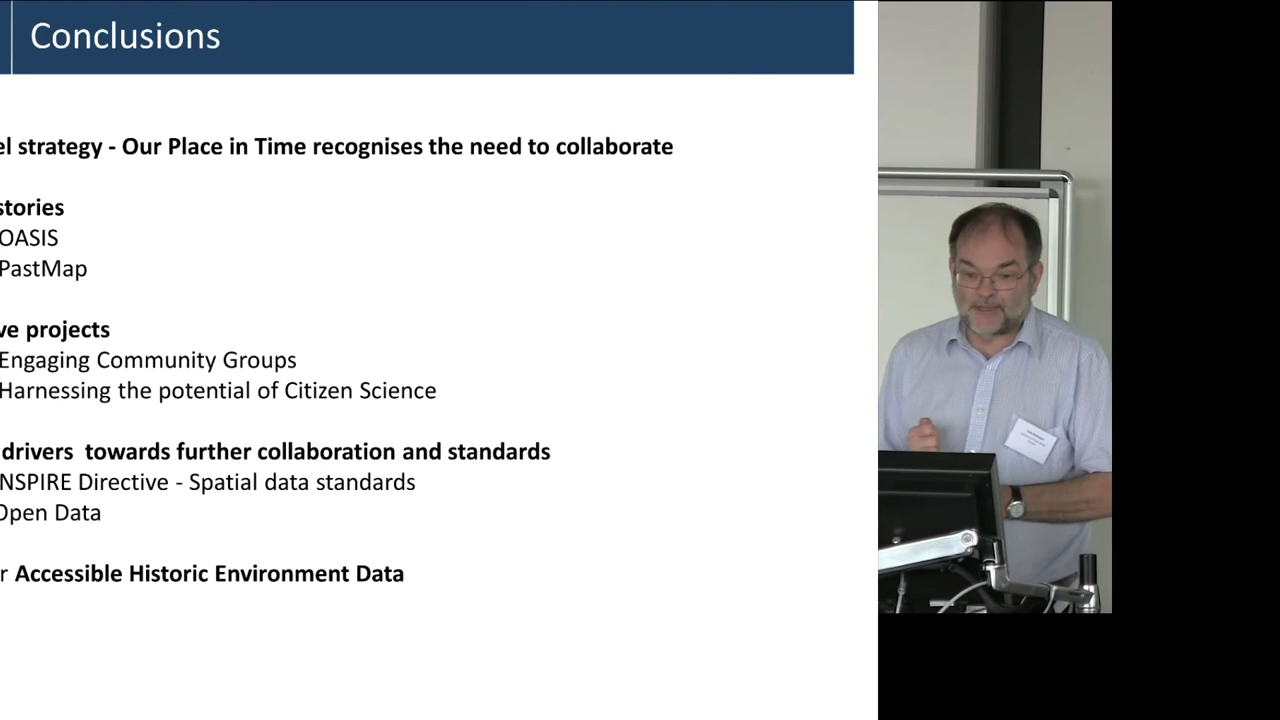 Conclusions
el strategy - Our Place in Time recognises the need to collaborate
stories
OASIS
PastMap
ve projects
Engaging Community Groups
Harnessing the potential of Citizen Science
drivers towards further collaboration and standards
NSPIRE Directive - Spatial data standards
Open Data
r Accessible Historic Environment Data